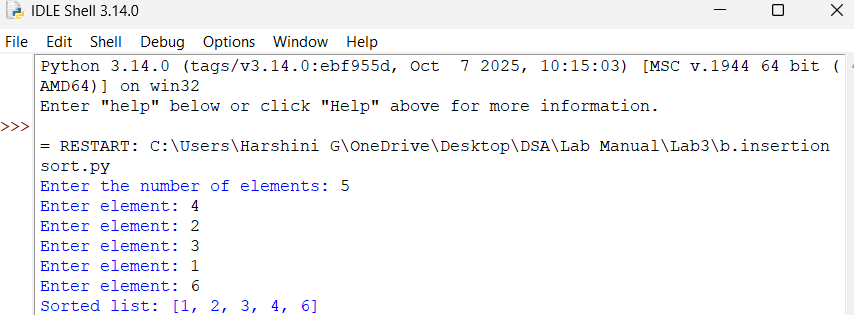 IDLE Shell 3.14.0
File Edit Shell Debug Options Window Help
Python 3.14.0 (tags/v3.14.0:ebf955d, Oct  7 2025, 10:15:03) [MSC v.1944 64 bit (
AMD64)] on win32
Enter "help" below or click "Help" above for more information.
>>>
= RESTART: C:\Users\Harshini G\OneDrive\Desktop\DSA\Lab Manual\Lab3\b.insertion
sort.py
Enter the number of elements: 5
Enter element: 4
Enter element: 2
Enter element: 3
Enter element: 1
Enter element: 6
Sorted list: [1, 2, 3, 4, 6]